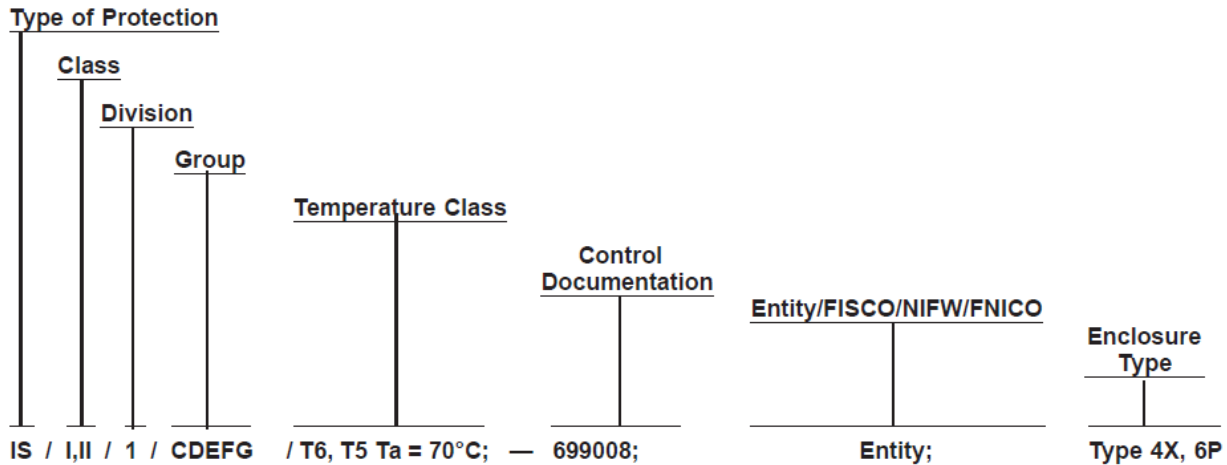 Type of Protection
Class
Division
Group
Temperature Class
Control
Documentation
Entity/FISCO/NIFW/FNICO
Enclosure
Type
IS / I,II / 1 / CDEFG / T6, T5 Ta = 70°C; — 699008; Entity; Type 4X, 6P